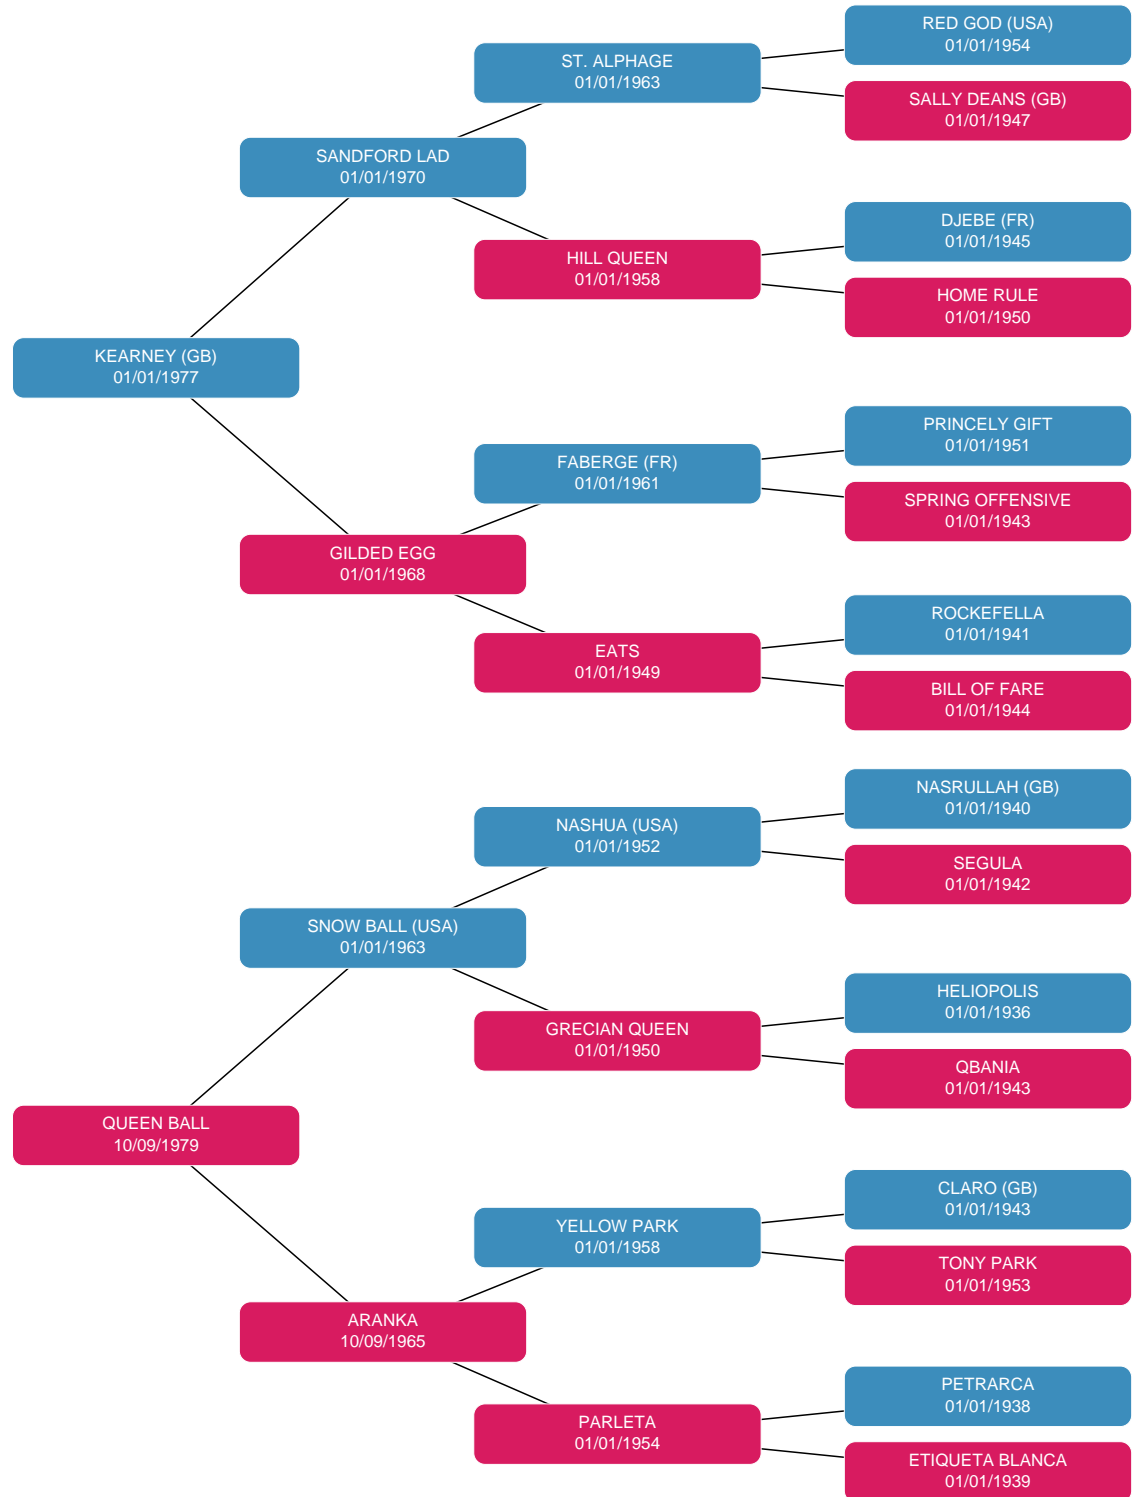 RED GOD (USA)
01/01/1954
ST. ALPHAGE
01/01/1963
SALLY DEANS (GB)
01/01/1947
SANDFORD LAD
01/01/1970
DJEBE (FR)
01/01/1945
HILL QUEEN
01/01/1958
HOME RULE
01/01/1950
KEARNEY (GB)
01/01/1977
PRINCELY GIFT
01/01/1951
FABERGE (FR)
01/01/1961
SPRING OFFENSIVE
01/01/1943
GILDED EGG
01/01/1968
ROCKEFELLA
01/01/1941
EATS
01/01/1949
BILL OF FARE
01/01/1944
NASRULLAH (GB)
01/01/1940
NASHUA (USA)
01/01/1952
SEGULA
01/01/1942
SNOW BALL (USA)
01/01/1963
HELIOPOLIS
01/01/1936
GRECIAN QUEEN
01/01/1950
QBANIA
01/01/1943
QUEEN BALL
10/09/1979
CLARO (GB)
01/01/1943
YELLOW PARK
01/01/1958
TONY PARK
01/01/1953
ARANKA
10/09/1965
PETRARCA
01/01/1938
PARLETA
01/01/1954
ETIQUETA BLANCA
01/01/1939